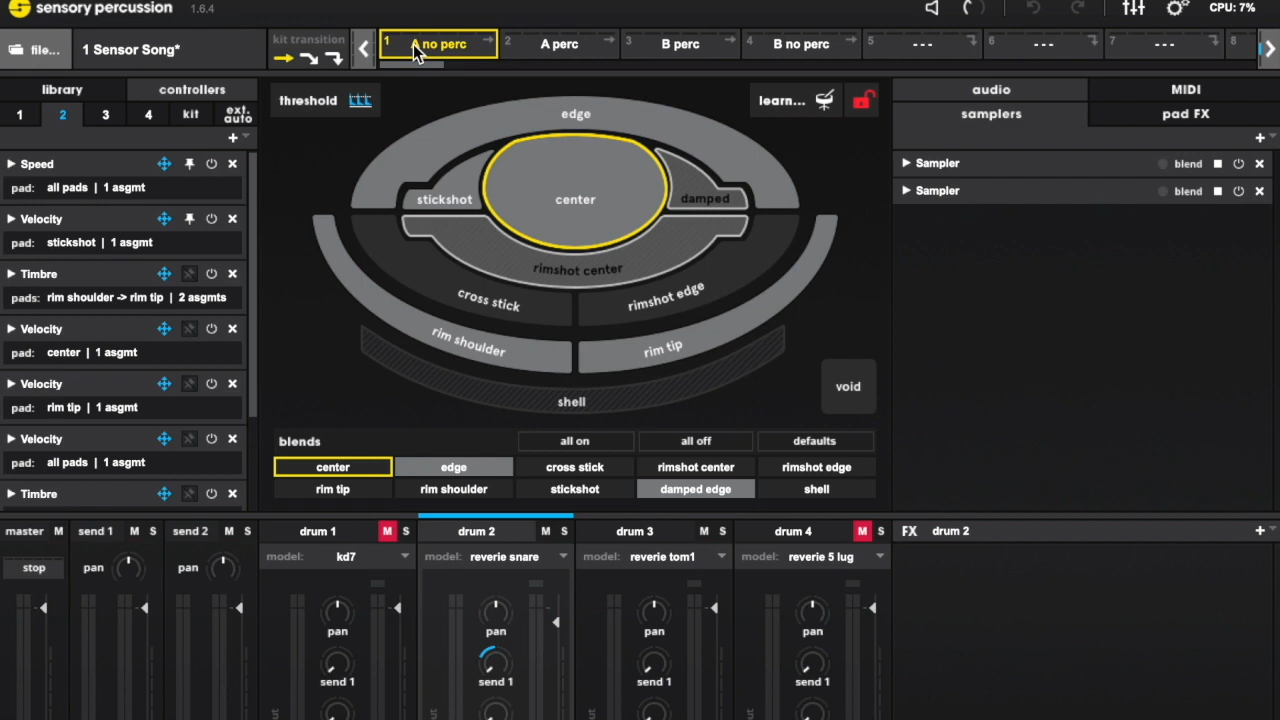 sensory percussion 1.6.4 CPU: 7%
file... 1 Sensor Song* kit transition 1 A no perc 2 A perc 3 B perc 4 B no perc 5 --- 6 --- 7 --- 8
library controllers
1 2 3 4 kit ext. auto
+
Speed
pad: all pads | 1 asgmt
Velocity
pad: stickshot | 1 asgmt
Timbre
pads: rim shoulder -> rim tip | 2 asgmts
Velocity
pad: center | 1 asgmt
Velocity
pad: rim tip | 1 asgmt
Velocity
pad: all pads | 1 asgmt
Timbre
threshold learn...
edge
stickshot center damped
rimshot center
cross stick rimshot edge
rim shoulder rim tip
shell
void
blends all on all off defaults
center edge cross stick rimshot center rimshot edge
rim tip rim shoulder stickshot damped edge shell
audio MIDI
samplers pad FX
+
Sampler blend
Sampler blend
master M send 1 M S send 2 M S drum 1 M S drum 2 M S drum 3 M S drum 4 M S FX drum 2 +
stop pan pan model: kd7 model: reverie snare model: reverie tom1 model: reverie 5 lug
pan pan pan pan
send 1 send 1 send 1 send 1